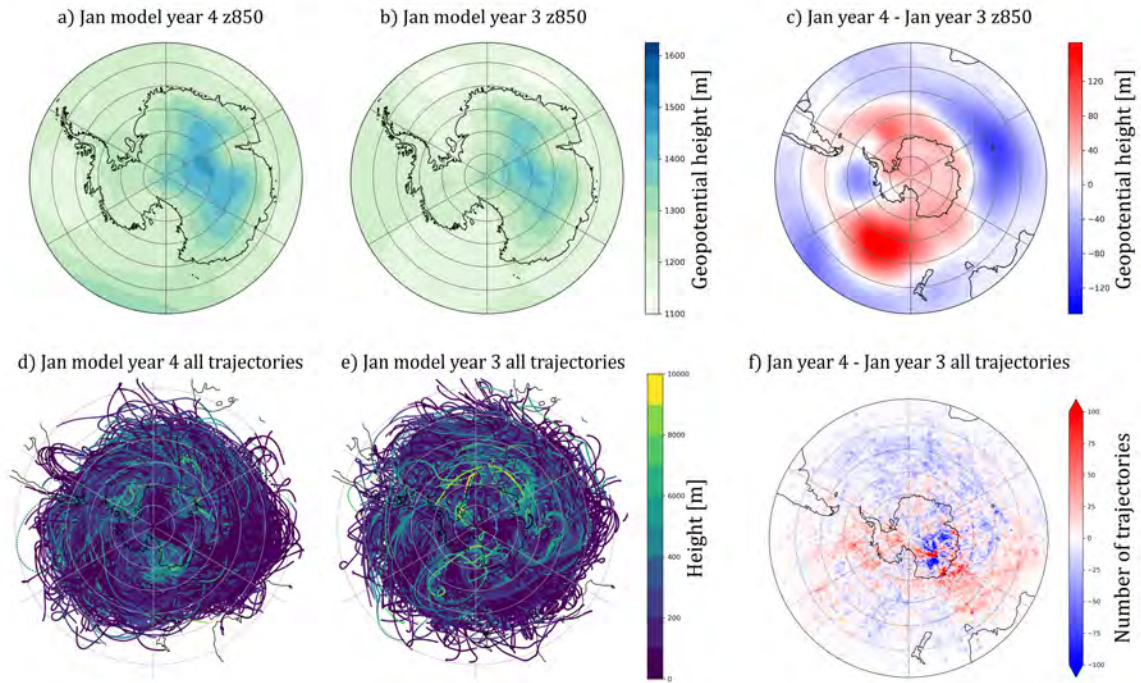 a) Jan model year 4 z850
b) Jan model year 3 z850
c) Jan year 4 - Jan year 3 z850
1600
1500
1400
1300
1200
1100
Geopotential height [m]
120
80
40
0
−40
−80
−120
Geopotential height [m]
d) Jan model year 4 all trajectories
e) Jan model year 3 all trajectories
f) Jan year 4 - Jan year 3 all trajectories
10000
8000
6000
400
200
0
Height [m]
100
75
50
25
0
−25
−50
−75
−100
Number of trajectories